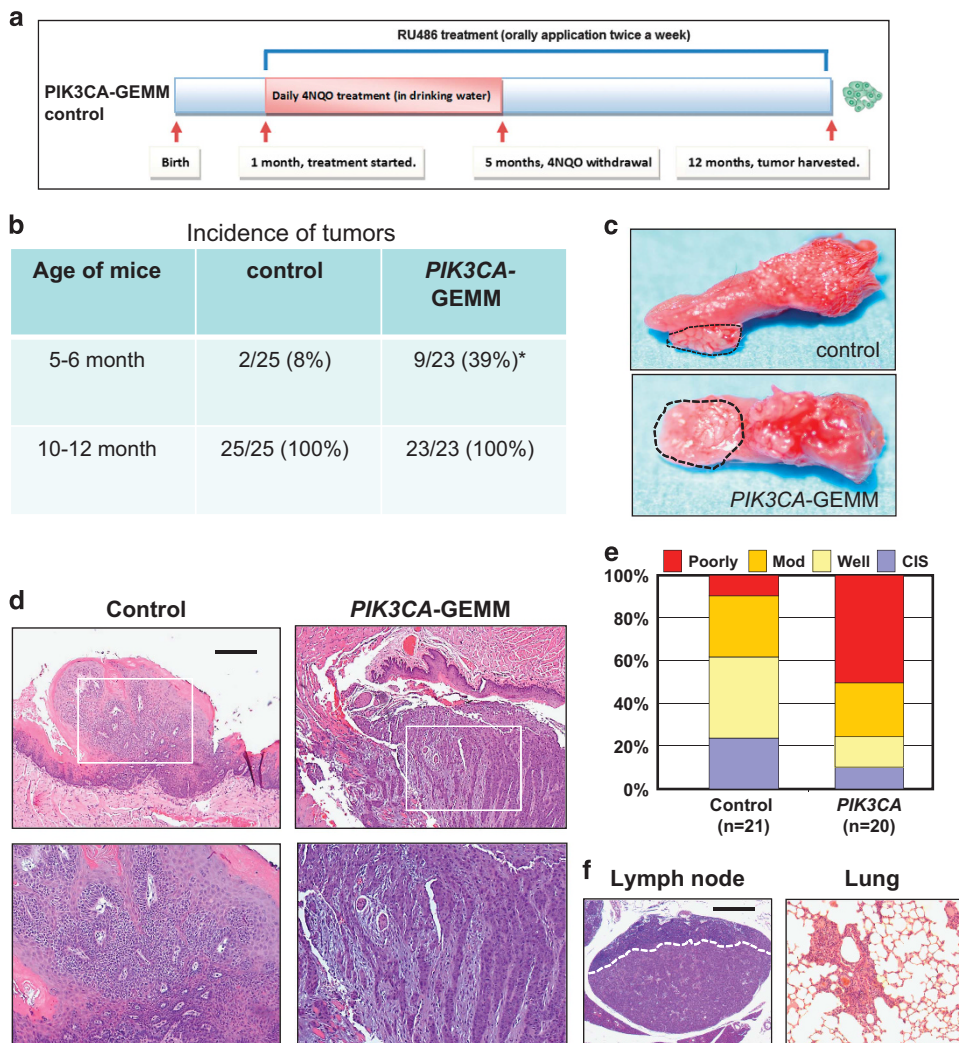 a
RU486 treatment (orally application twice a week)
PIK3CA-GEMM
control
Daily 4NQO treatment (in drinking water)
Birth
1 month, treatment started.
5 months, 4NQO withdrawal
12 months, tumor harvested.
b
Incidence of tumors
Age of mice
control
PIK3CA-
GEMM
5-6 month
2/25 (8%)
9/23 (39%)*
10-12 month
25/25 (100%)
23/23 (100%)
c
control
PIK3CA-GEMM
d
Control
PIK3CA-GEMM
e
Poorly
Mod
Well
CIS
100%
80%
60%
40%
20%
0%
Control
(n=21)
PIK3CA
(n=20)
f
Lymph node
Lung